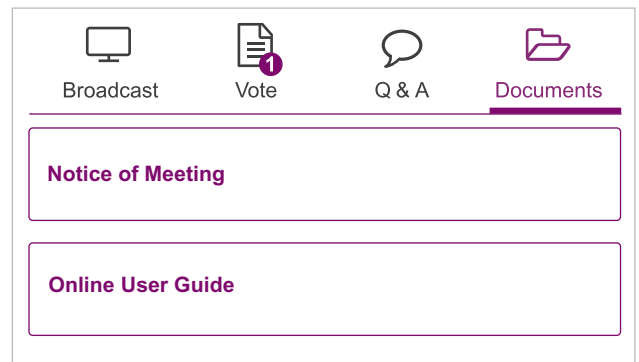 1
Broadcast Vote Q & A Documents
Notice of Meeting
Online User Guide